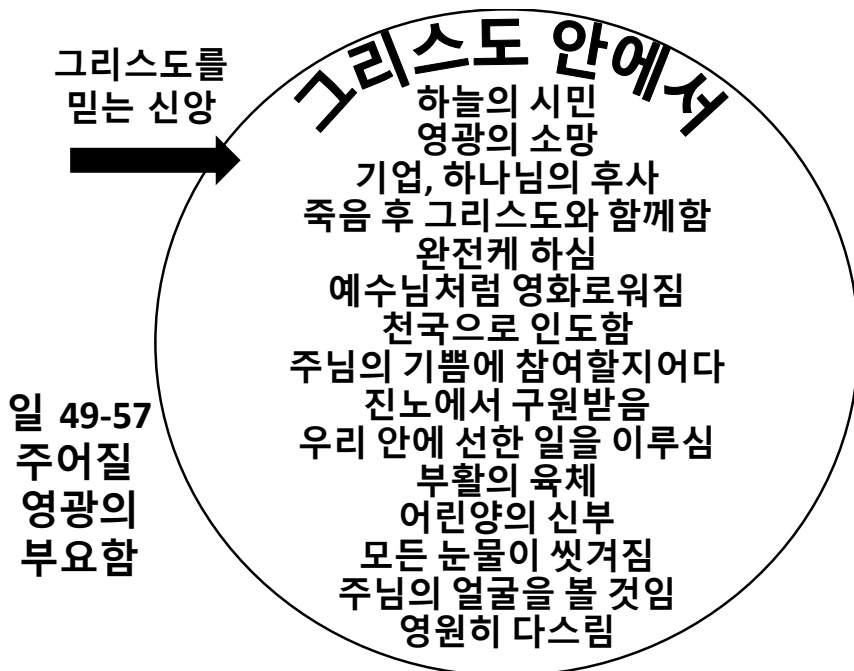 그리스도를
믿는 신앙
그리스도 안에서
하늘의 시민
영광의 소망
기업, 하나님의 후사
죽음 후 그리스도와 함께함
완전케 하심
예수님처럼 영화로워짐
천국으로 인도함
주님의 기쁨에 참여할지어다
진노에서 구원받음
우리 안에 선한 일을 이루심
부활의 육체
어린양의 신부
모든 눈물이 씻겨짐
주님의 얼굴을 볼 것임
영원히 다스림
일 49-57
주어질
영광의
부요함